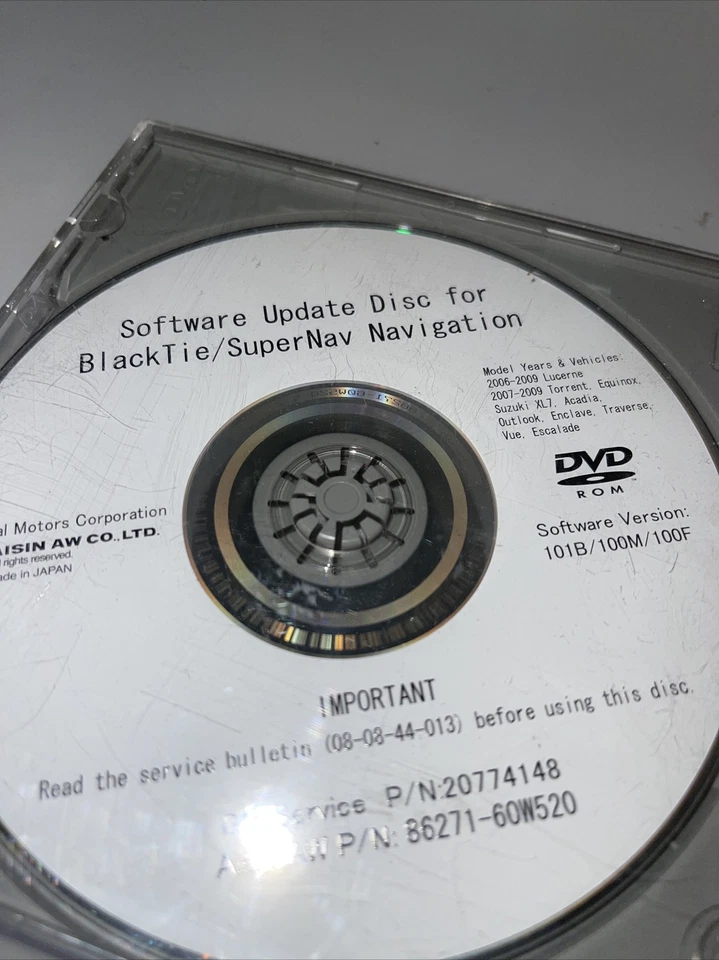 Software Update Disc for
BlackTie/SuperNav Navigation
Model Years & Vehicles:
2006-2009 Lucerne
2007-2009 Torrent, Equinox,
Suzuki XL7, Acadia,
Outlook, Enclave, Traverse,
Vue, Escalade
DVD
ROM
Software Version:
101B/100M/100F
al Motors Corporation
AISIN AW CO.,LTD.
rights reserved.
ade in JAPAN
IMPORTANT
Read the service bulletin (08-08-44-013) before using this disc.
Service P/N:20774148
P/N: 86271-60W520